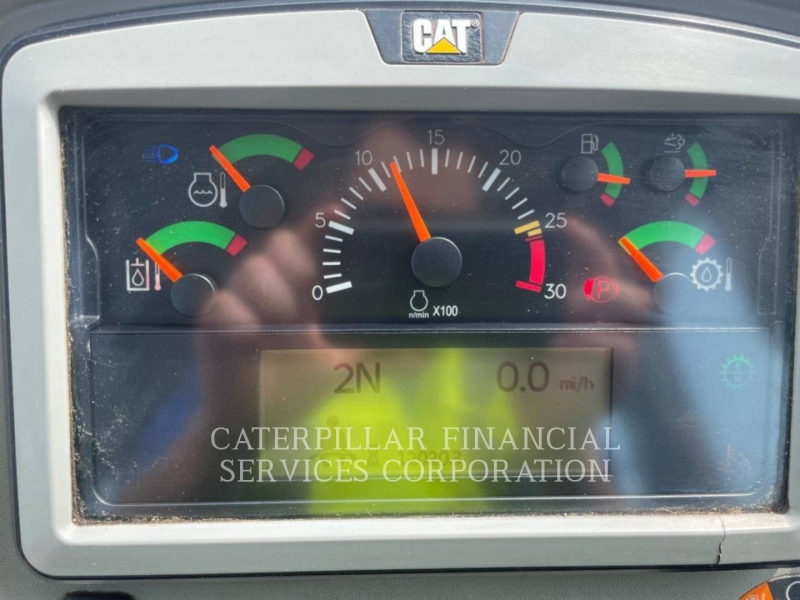 CAT
0
5
10
15
20
25
30
n/min X100
P
2N 0.0 mi/h
R
N
CATERPILLAR FINANCIAL
SERVICES CORPORATION